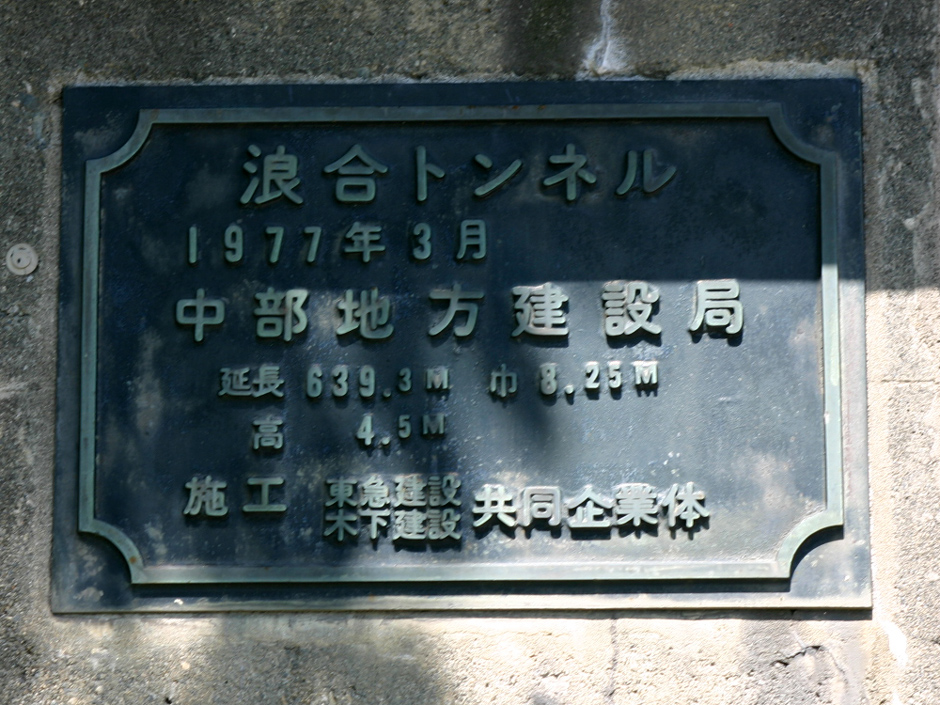 浪合トンネル
1977年3月
中部地方建設局
延長 639.3M 巾 8.25M
高 4.5M
施工 東急建設 共同企業体
木下建設